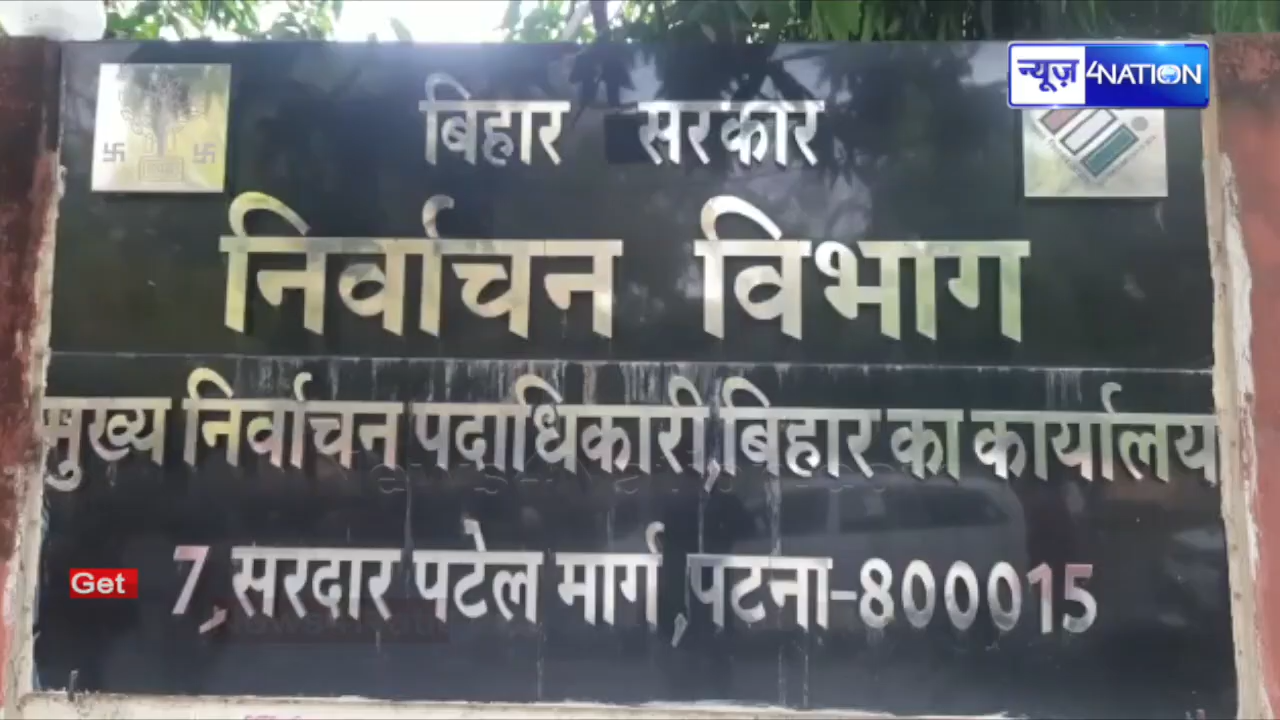 न्यूज़ 4NATION
बिहार सरकार
निर्वाचन विभाग
मुख्य निर्वाचन पदाधिकारी,बिहार का कार्यालय
7, सरदार पटेल मार्ग ,पटना-800015
Get